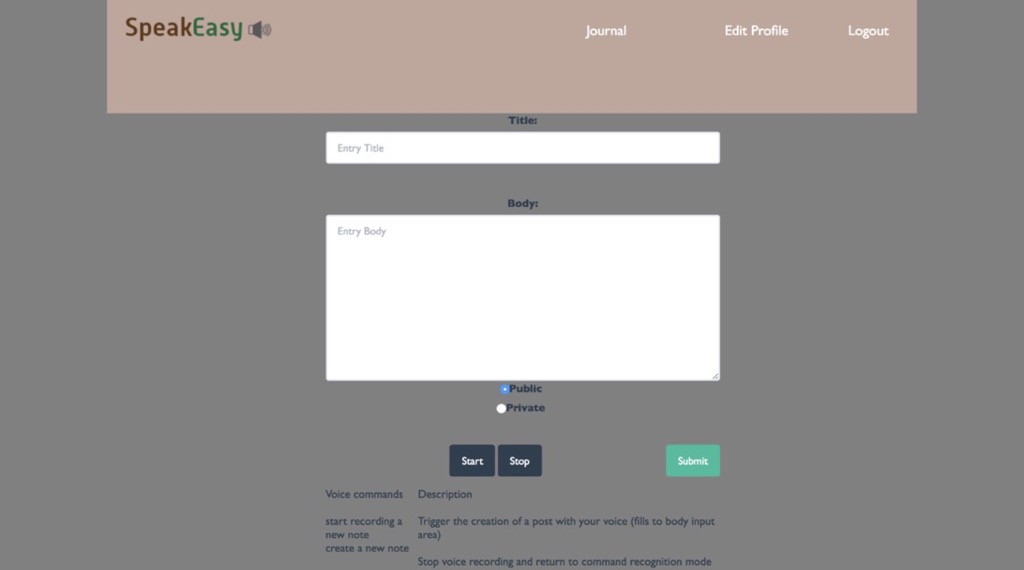 SpeakEasy
Journal Edit Profile Logout
Title:
Entry Title
Body:
Entry Body
Public
Private
Start Stop Submit
Voice commands Description
start recording a Trigger the creation of a post with your voice (fills to body input
new note area)
create a new note
Stop voice recording and return to command recognition mode